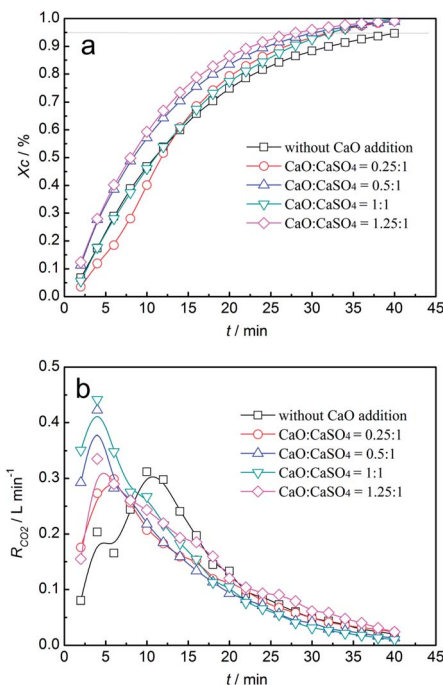 a
Xc / %
1.0
0.9
0.8
0.7
0.6
0.5
0.4
0.3
0.2
0.1
0.0
without CaO addition
CaO:CaSO₄ = 0.25:1
CaO:CaSO₄ = 0.5:1
CaO:CaSO₄ = 1:1
CaO:CaSO₄ = 1.25:1
0 5 10 15 20 25 30 35 40 45
t / min
b
R_CO2 / L min⁻¹
0.5
0.4
0.3
0.2
0.1
0.0
without CaO addition
CaO:CaSO₄ = 0.25:1
CaO:CaSO₄ = 0.5:1
CaO:CaSO₄ = 1:1
CaO:CaSO₄ = 1.25:1
0 5 10 15 20 25 30 35 40 45
t / min